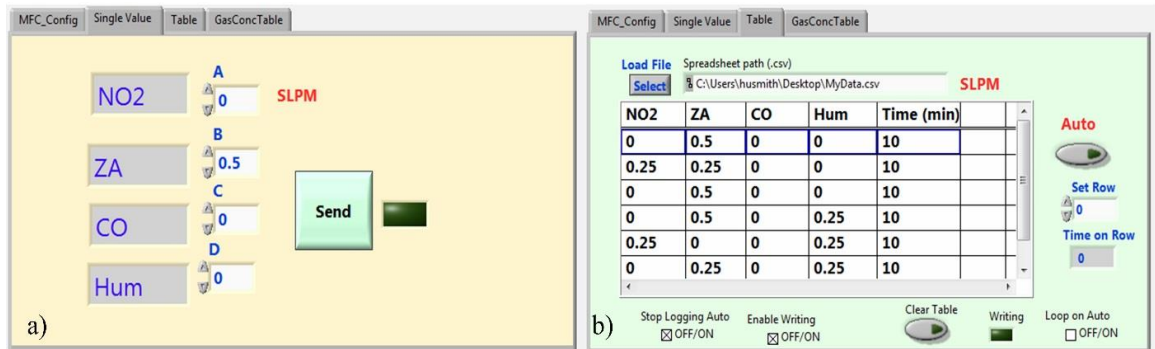 MFC_Config Single Value Table GasConcTable
A
NO2 0 SLPM
B
ZA 0.5
C
CO 0
D
Hum 0
Send
a)
MFC_Config Single Value Table GasConcTable
Load File Spreadsheet path (.csv)
Select C:\Users\husmith\Desktop\MyData.csv SLPM
NO2 ZA CO Hum Time (min)
0 0.5 0 0 10
0.25 0.25 0 0 10
0 0.5 0 0 10
0 0.5 0 0.25 10
0.25 0 0 0.25 10
0 0.25 0 0.25 10
Auto
Set Row
0
Time on Row
0
Stop Logging Auto Enable Writing Clear Table Writing Loop on Auto
OFF/ON OFF/ON OFF/ON
b)